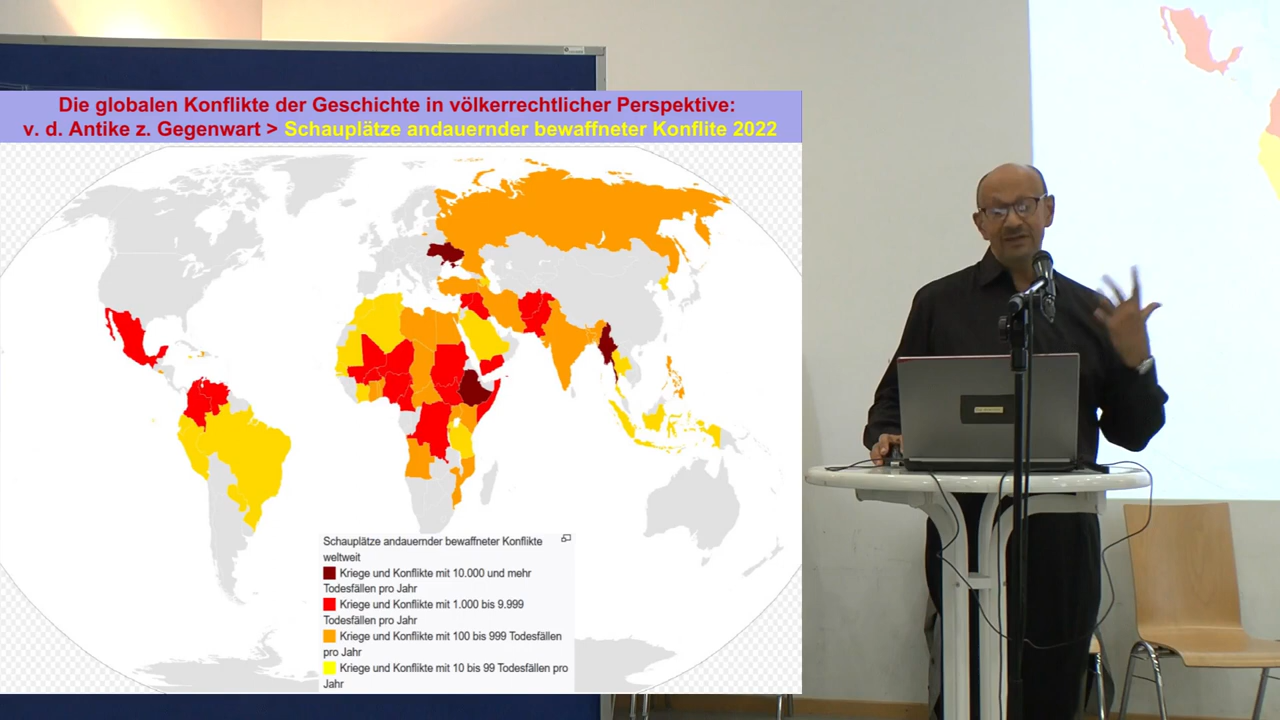 Die globalen Konflikte der Geschichte in völkerrechtlicher Perspektive:
v. d. Antike z. Gegenwart > Schauplätze andauernder bewaffneter Konflite 2022
Schauplätze andauernder bewaffneter Konflikte
weltweit
Kriege und Konflikte mit 10.000 und mehr
Todesfällen pro Jahr
Kriege und Konflikte mit 1.000 bis 9.999
Todesfällen pro Jahr
Kriege und Konflikte mit 100 bis 999 Todesfällen
pro Jahr
Kriege und Konflikte mit 10 bis 99 Todesfällen pro
Jahr